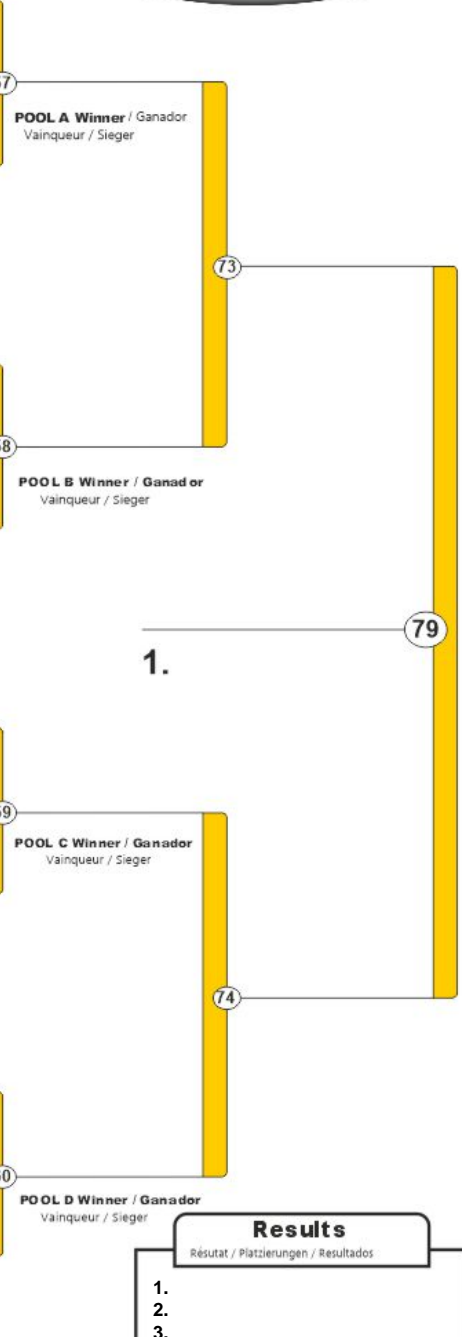 POOL A Winner / Ganador
Vainqueur / Sieger
73
POOL B Winner / Ganador
Vainqueur / Sieger
79
1.
POOL C Winner / Ganador
Vainqueur / Sieger
74
POOL D Winner / Ganador
Vainqueur / Sieger
Results
Résutat / Platzierungen / Resultados
1.
2.
3.